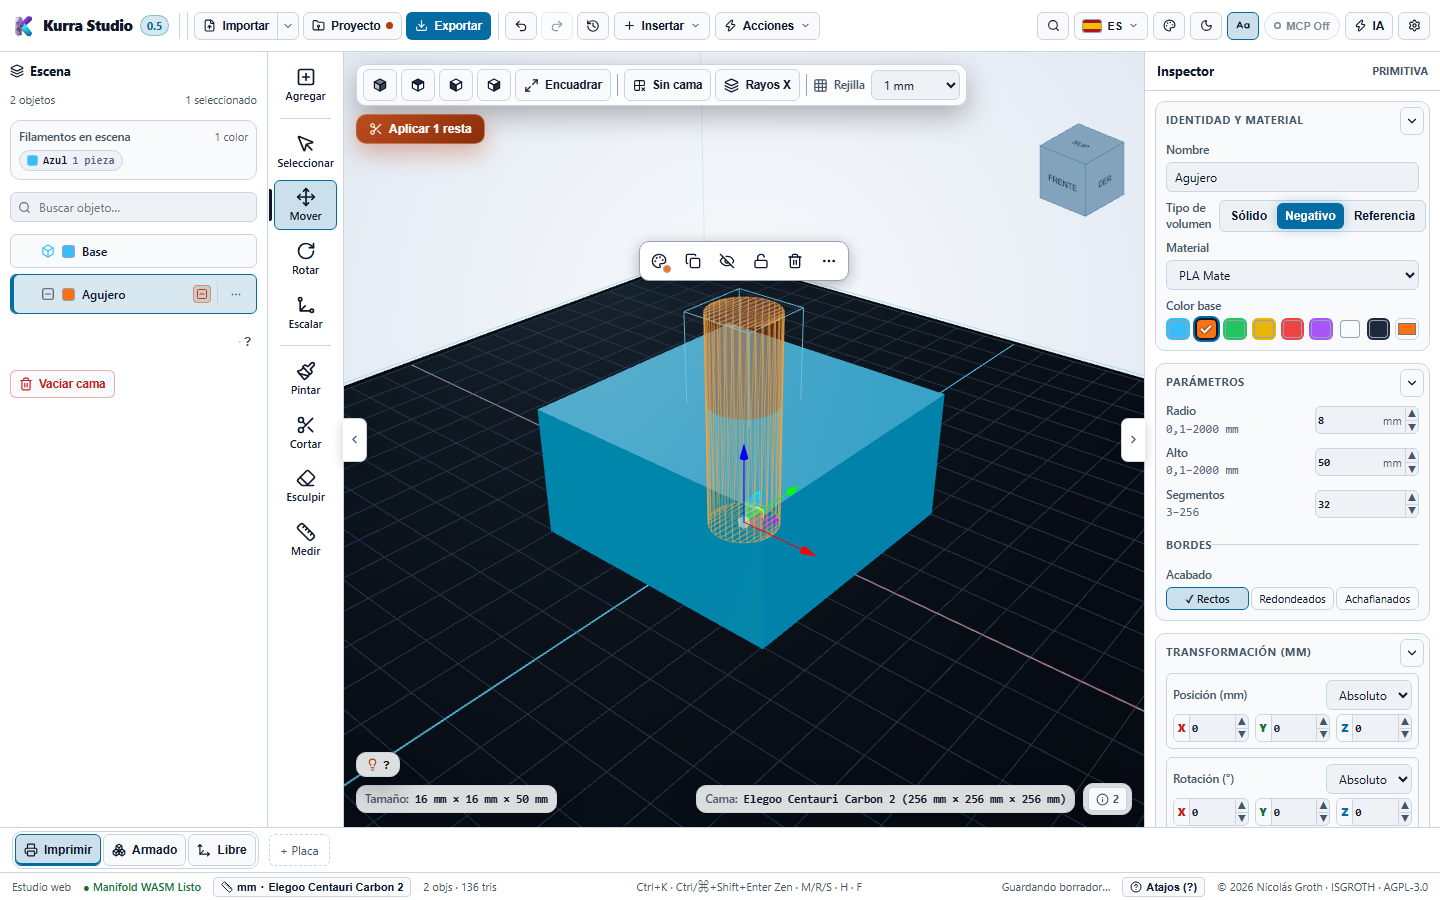 Kurra Studio 0.5
Importar
Proyecto
Exportar
Insertar
Acciones
ES
Aa
MCP Off
IA
Escena
2 objetos
1 seleccionado
Filamentos en escena
1 color
Azul 1 pieza
Buscar objeto...
Base
Agujero
?
Vaciar cama
Agregar
Seleccionar
Mover
Rotar
Escalar
Pintar
Cortar
Esculpir
Medir
Encuadrar
Sin cama
Rayos X
Rejilla
1 mm
Aplicar 1 resta
SUP
FRENTE
DER
?
Tamaño: 16 mm × 16 mm × 50 mm
Cama: Elegoo Centauri Carbon 2 (256 mm × 256 mm × 256 mm)
2
Inspector
PRIMITIVA
IDENTIDAD Y MATERIAL
Nombre
Agujero
Tipo de volumen
Sólido
Negativo
Referencia
Material
PLA Mate
Color base
PARÁMETROS
Radio
0,1–2000 mm
8 mm
Alto
0,1–2000 mm
50 mm
Segmentos
3–256
32
BORDES
Acabado
✓ Rectos
Redondeados
Achaflanados
TRANSFORMACIÓN (MM)
Posición (mm)
Absoluto
X 0
Y 0
Z 0
Rotación (°)
Absoluto
X 0
Y 0
Z 0
Imprimir
Armado
Libre
+ Placa
Estudio web
● Manifold WASM Listo
mm · Elegoo Centauri Carbon 2
2 objs · 136 tris
Ctrl+K · Ctrl/⌘+Shift+Enter Zen · M/R/S · H · F
Guardando borrador...
Atajos (?)
© 2026 Nicolás Groth · ISGROTH · AGPL-3.0